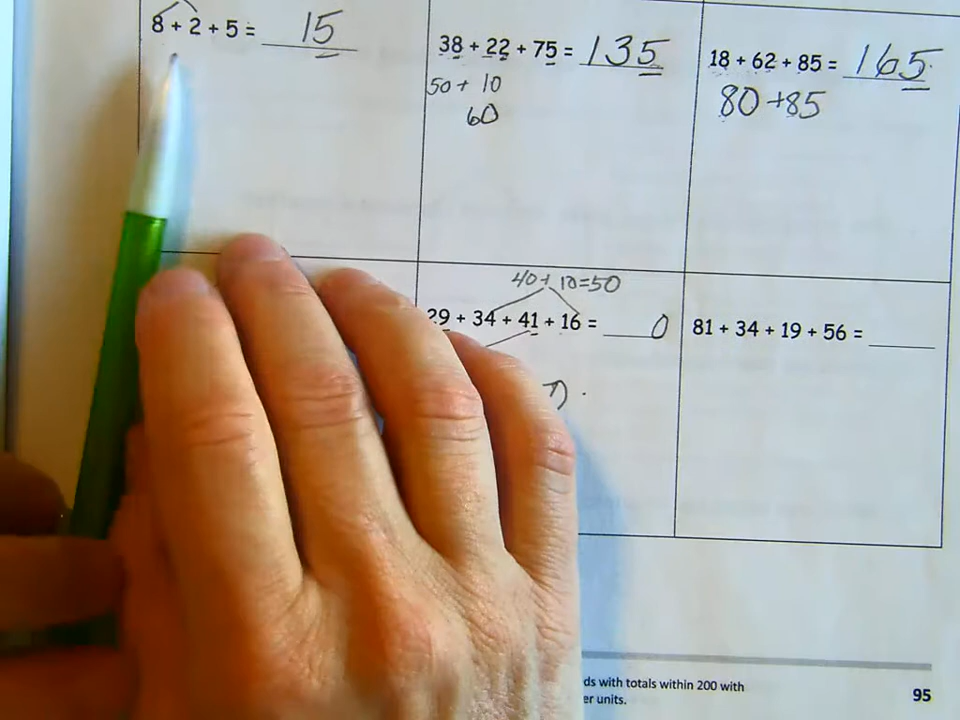 8 + 2 + 5 = 15
38 + 22 + 75 = 135
50 + 10
60
18 + 62 + 85 = 165
80 + 85
40 + 10 = 50
29 + 34 + 41 + 16 = 0
81 + 34 + 19 + 56 =
ds with totals within 200 with
er units.
95